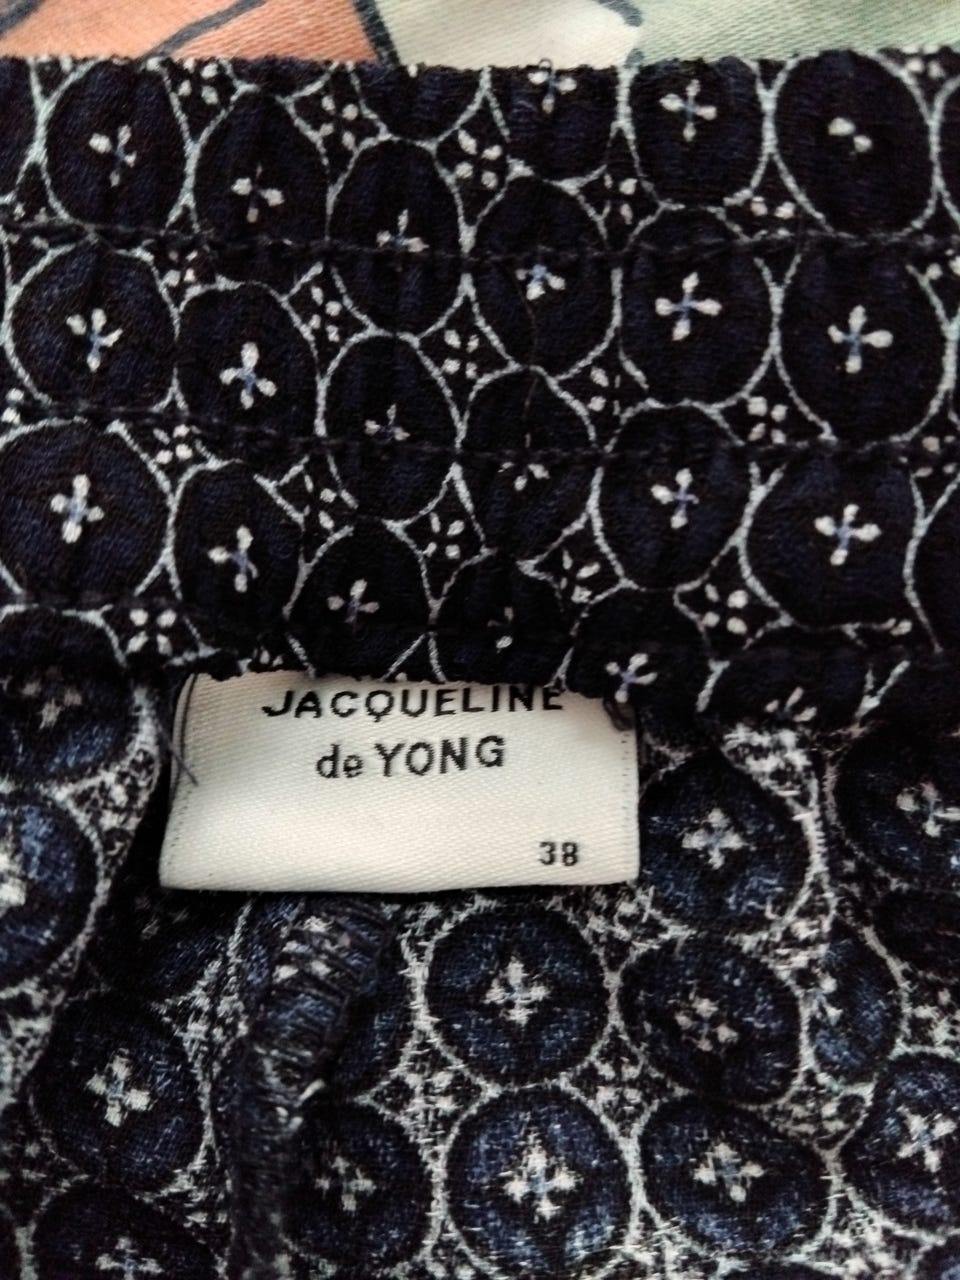 JACQUELINE
de YONG
38